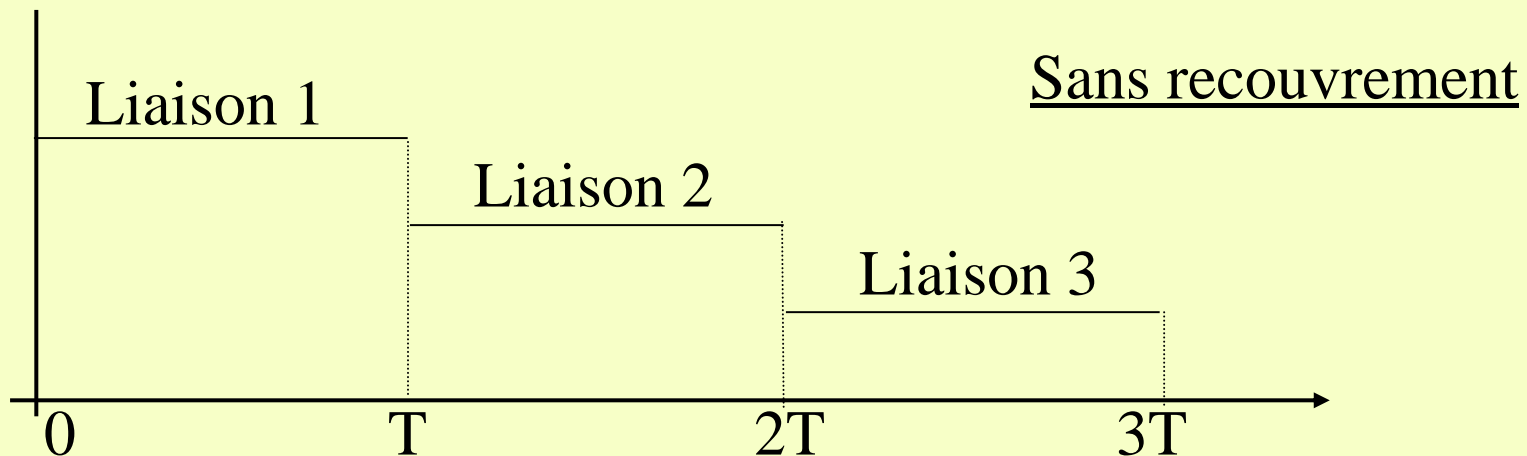 Sans recouvrement
Liaison 1
Liaison 2
Liaison 3
0 T 2T 3T